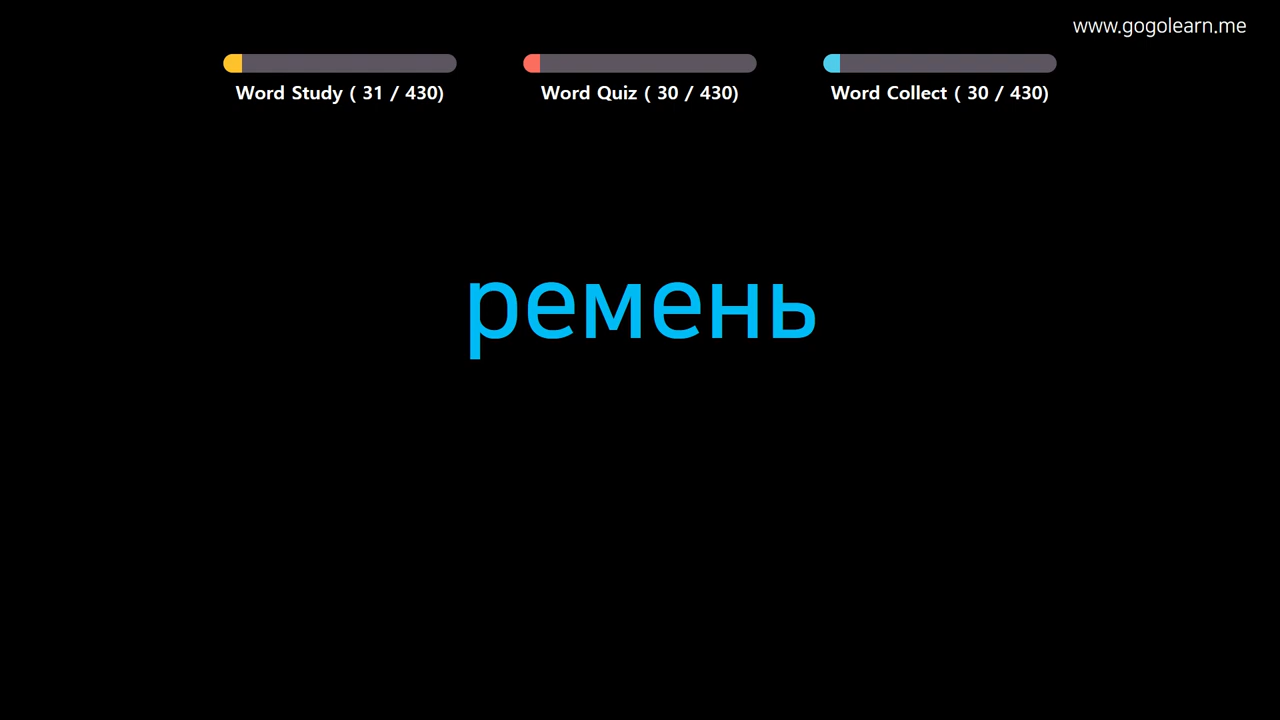 www.gogolearn.me
Word Study ( 31 / 430)
Word Quiz ( 30 / 430)
Word Collect ( 30 / 430)
ремень